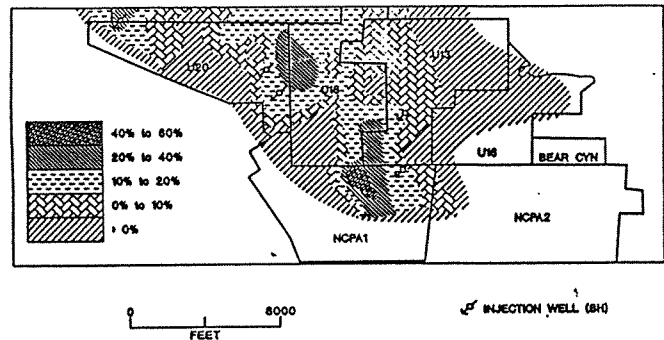 U20
U18
U13
U16
BEAR CYN
NCPA1
NCPA2
40% to 60%
20% to 40%
10% to 20%
0% to 10%
> 0%
0 8000
FEET
INJECTION WELL (BH)